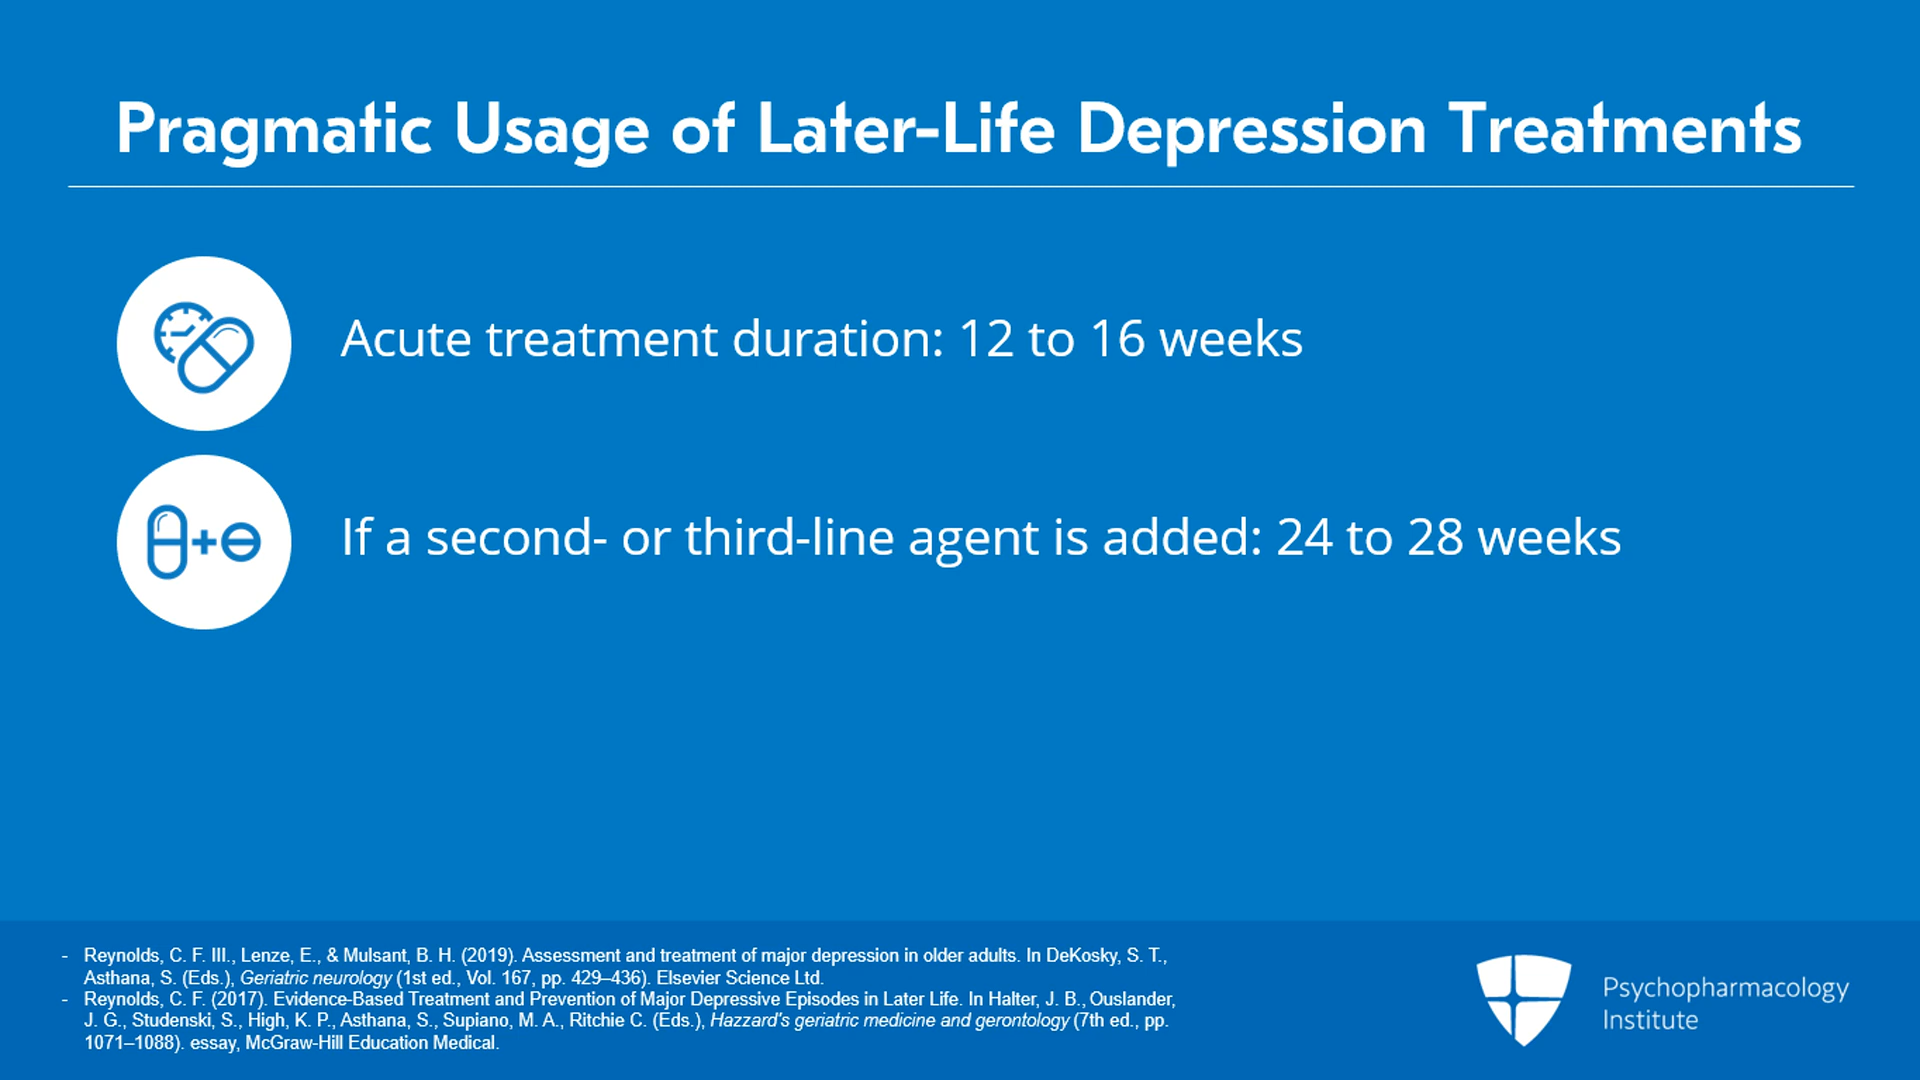 Pragmatic Usage of Later-Life Depression Treatments
Acute treatment duration: 12 to 16 weeks
If a second- or third-line agent is added: 24 to 28 weeks
- Reynolds, C. F. III., Lenze, E., & Mulsant, B. H. (2019). Assessment and treatment of major depression in older adults. In DeKosky, S. T.,
Asthana, S. (Eds.), Geriatric neurology (1st ed., Vol. 167, pp. 429–436). Elsevier Science Ltd.
- Reynolds, C. F. (2017). Evidence-Based Treatment and Prevention of Major Depressive Episodes in Later Life. In Halter, J. B., Ouslander,
J. G., Studenski, S., High, K. P., Asthana, S., Supiano, M. A., Ritchie C. (Eds.), Hazzard's geriatric medicine and gerontology (7th ed., pp.
1071–1088). essay, McGraw-Hill Education Medical.
Psychopharmacology
Institute